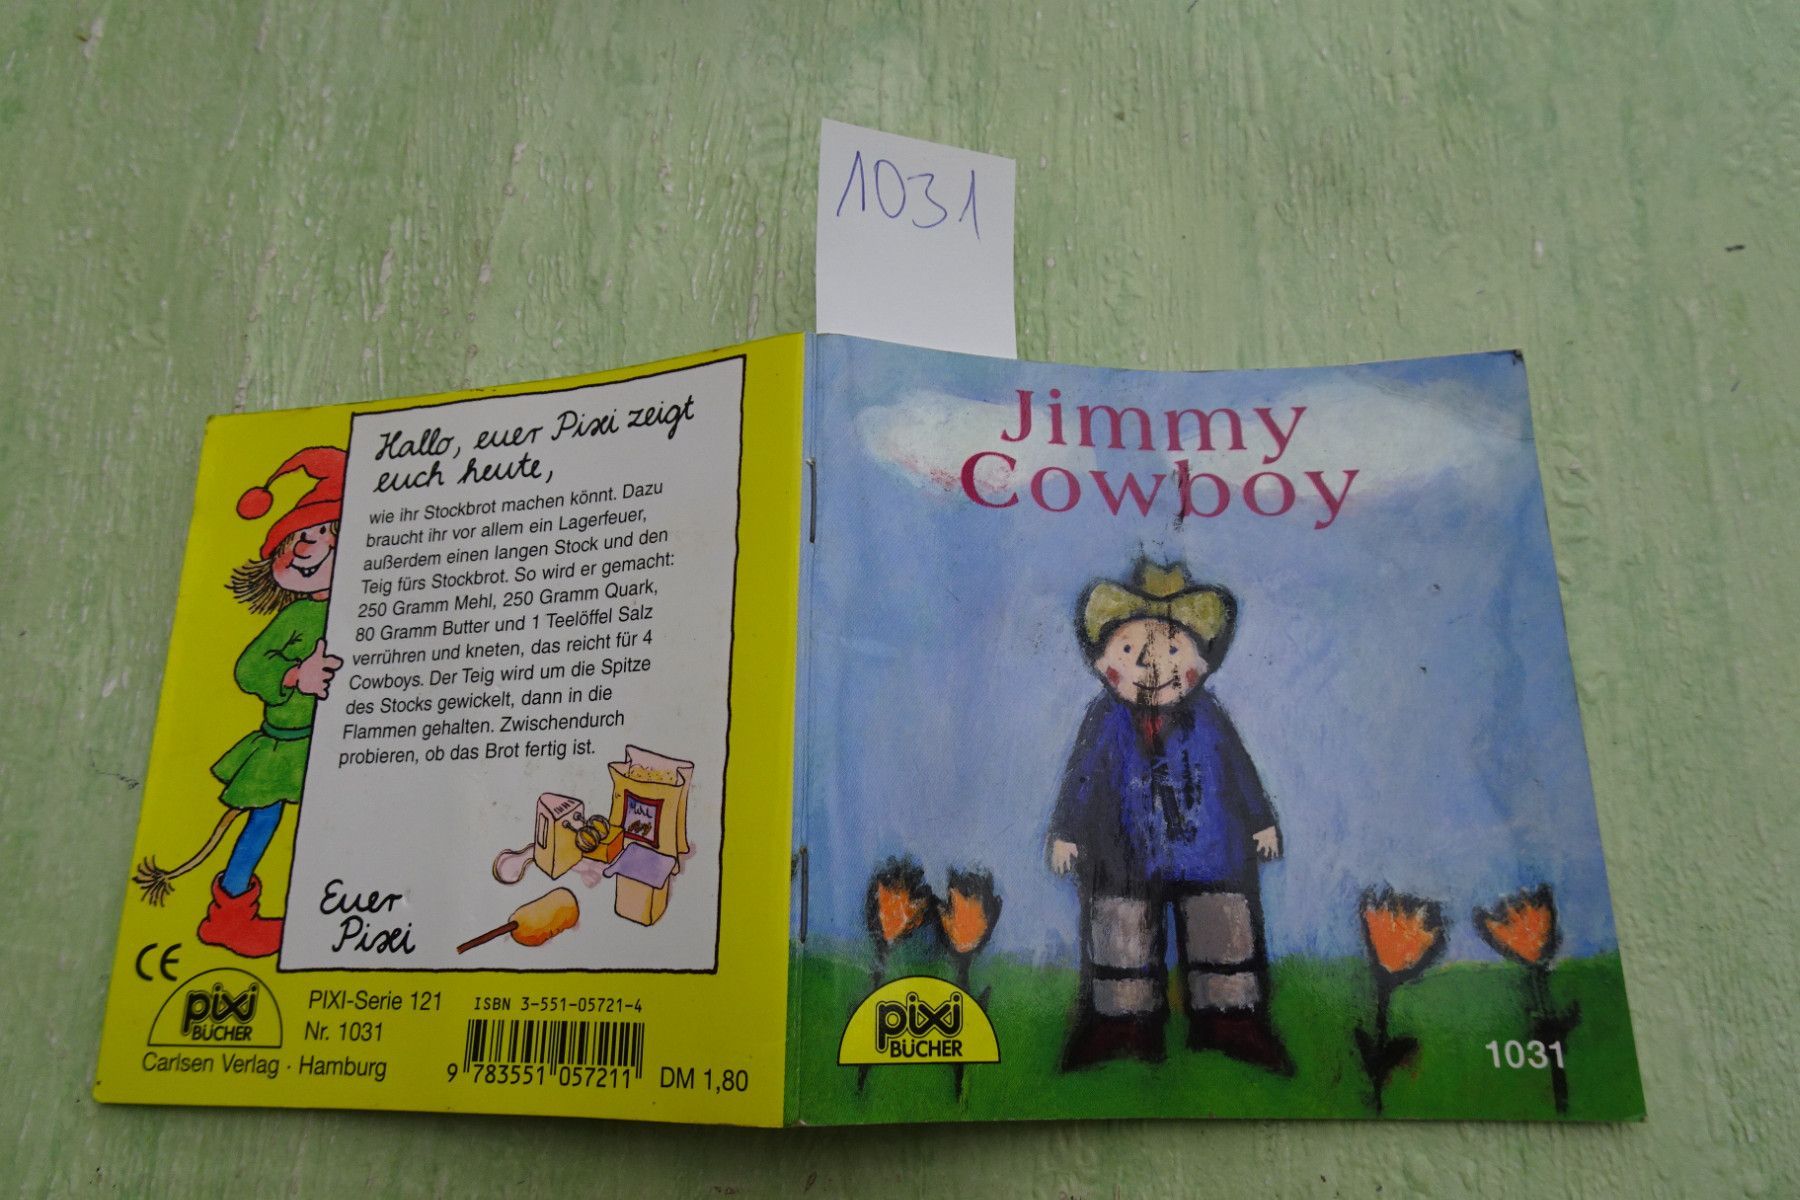 1031
Hallo, euer Pixi zeigt
euch heute,
wie ihr Stockbrot machen könnt. Dazu
braucht ihr vor allem ein Lagerfeuer,
außerdem einen langen Stock und den
Teig fürs Stockbrot. So wird er gemacht:
250 Gramm Mehl, 250 Gramm Quark,
80 Gramm Butter und 1 Teelöffel Salz
verrühren und kneten, das reicht für 4
Cowboys. Der Teig wird um die Spitze
des Stocks gewickelt, dann in die
Flammen gehalten. Zwischendurch
probieren, ob das Brot fertig ist.
Mehl
Euer
Pixi
CE
pixi
BÜCHER
PIXI-Serie 121
Nr. 1031
Carlsen Verlag · Hamburg
ISBN 3-551-05721-4
9 783551 057211
DM 1,80
Jimmy
Cowboy
pixi
BÜCHER
1031